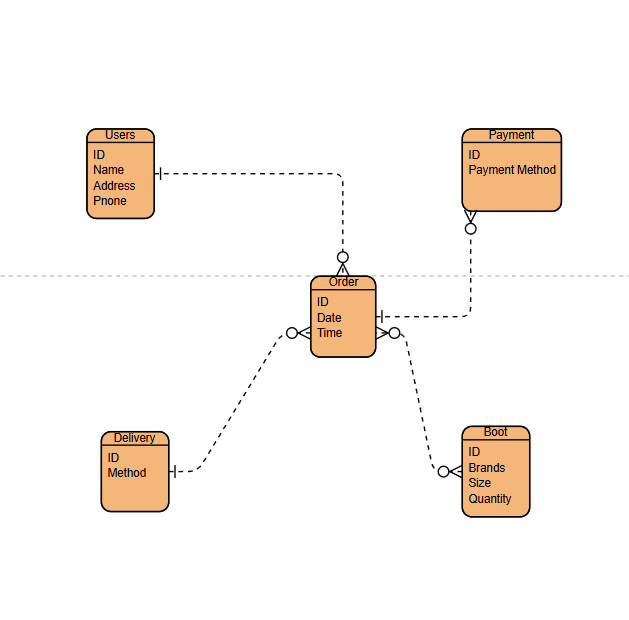 Users
ID
Name
Address
Pnone
Payment
ID
Payment Method
Order
ID
Date
Time
Delivery
ID
Method
Boot
ID
Brands
Size
Quantity